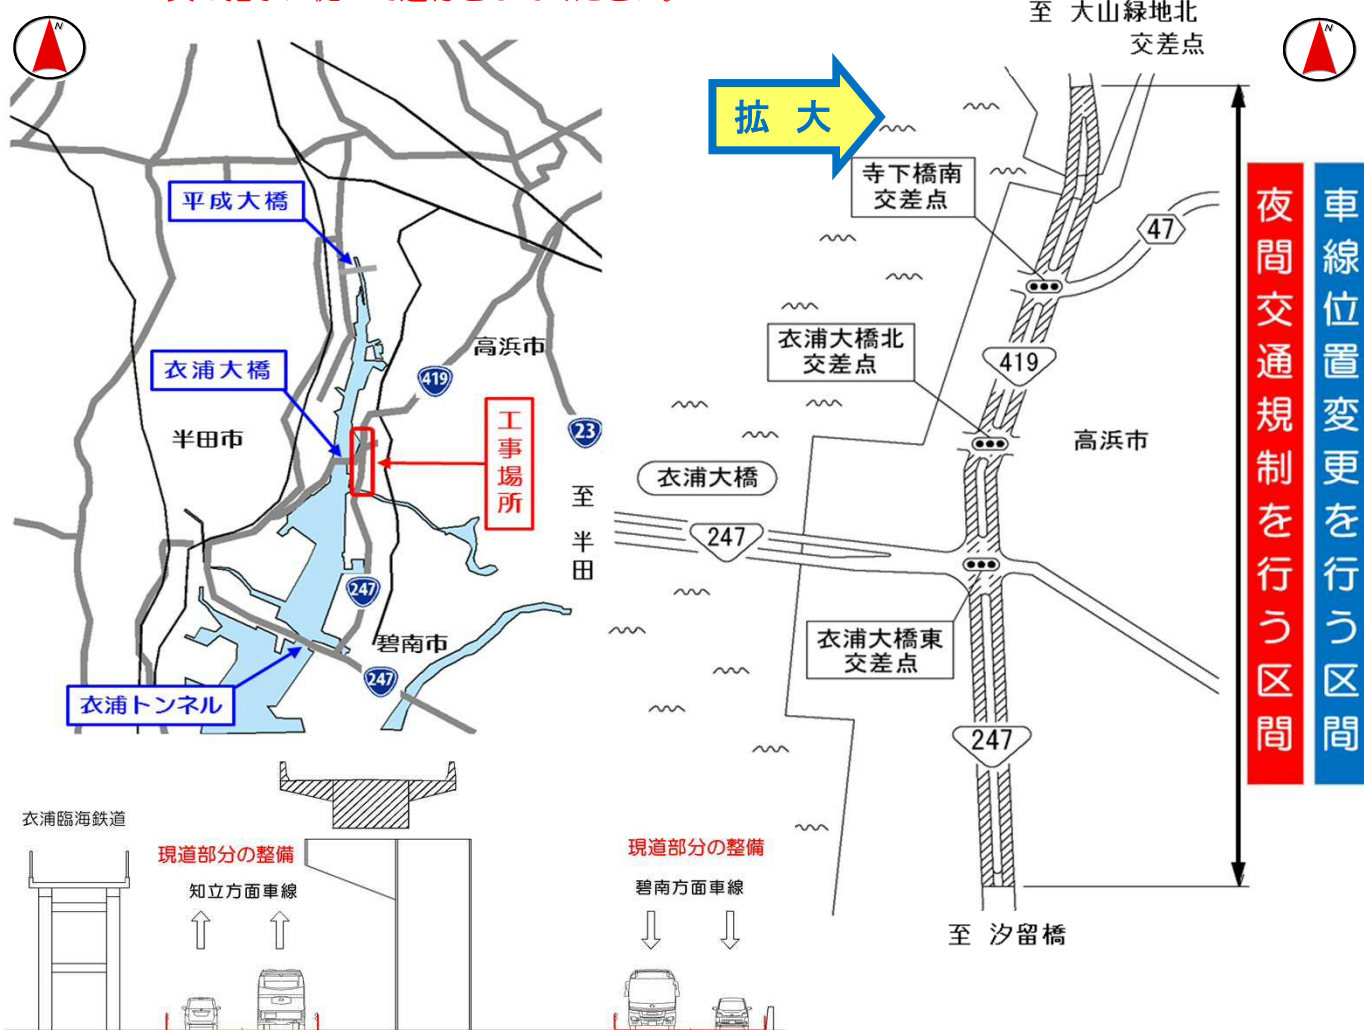 至 大山緑地北
交差点
N
N
拡 大
平成大橋
寺下橋南
交差点
47
衣浦大橋
高浜市
419
半田市
工事場所
23
衣浦大橋北
交差点
419
高浜市
衣浦大橋
至 半田
247
247
碧南市
247
衣浦トンネル
衣浦大橋東
交差点
247
至 汐留橋
夜間交通規制を行う区間
車線位置変更を行う区間
衣浦臨海鉄道
現道部分の整備
知立方面車線
現道部分の整備
碧南方面車線